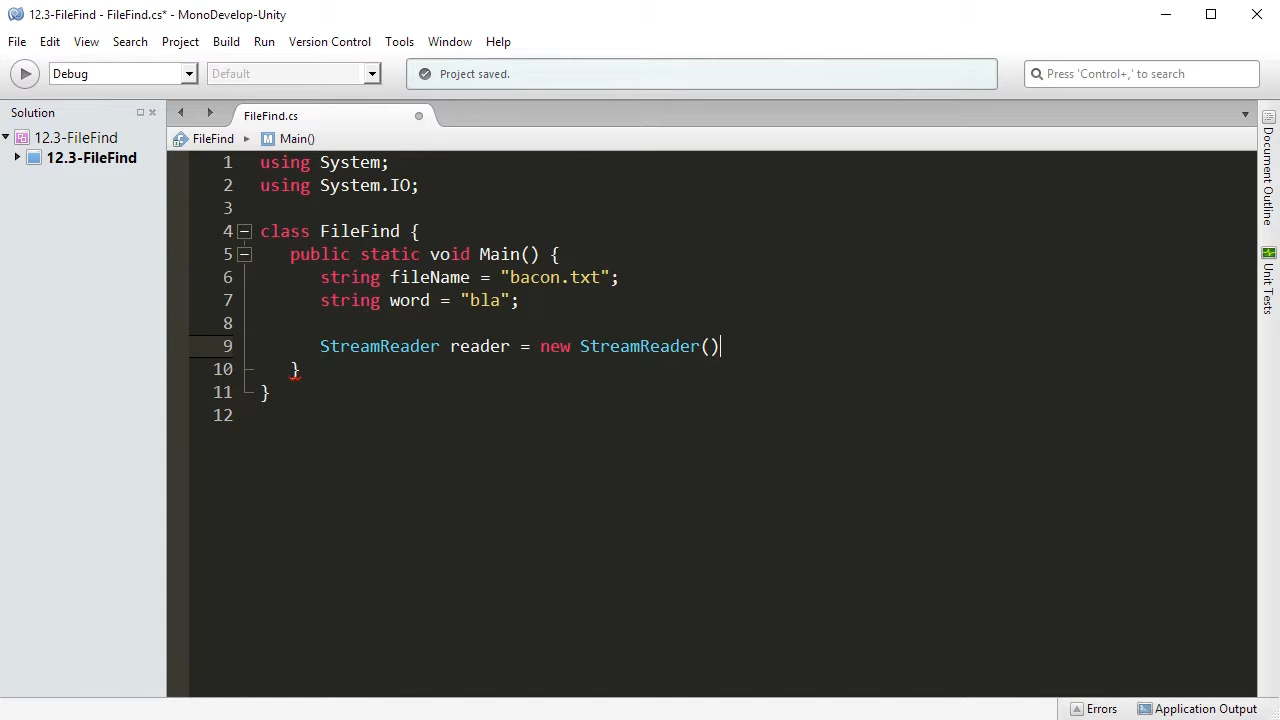 12.3-FileFind - FileFind.cs* - MonoDevelop-Unity
File Edit View Search Project Build Run Version Control Tools Window Help
Debug Default Project saved. Press 'Control+,' to search
Solution FileFind.cs
12.3-FileFind
12.3-FileFind
FileFind Main()
1 using System;
2 using System.IO;
3
4 class FileFind {
5 public static void Main() {
6 string fileName = "bacon.txt";
7 string word = "bla";
8
9 StreamReader reader = new StreamReader()
10 }
11 }
12
Document Outline
Unit Tests
Errors Application Output